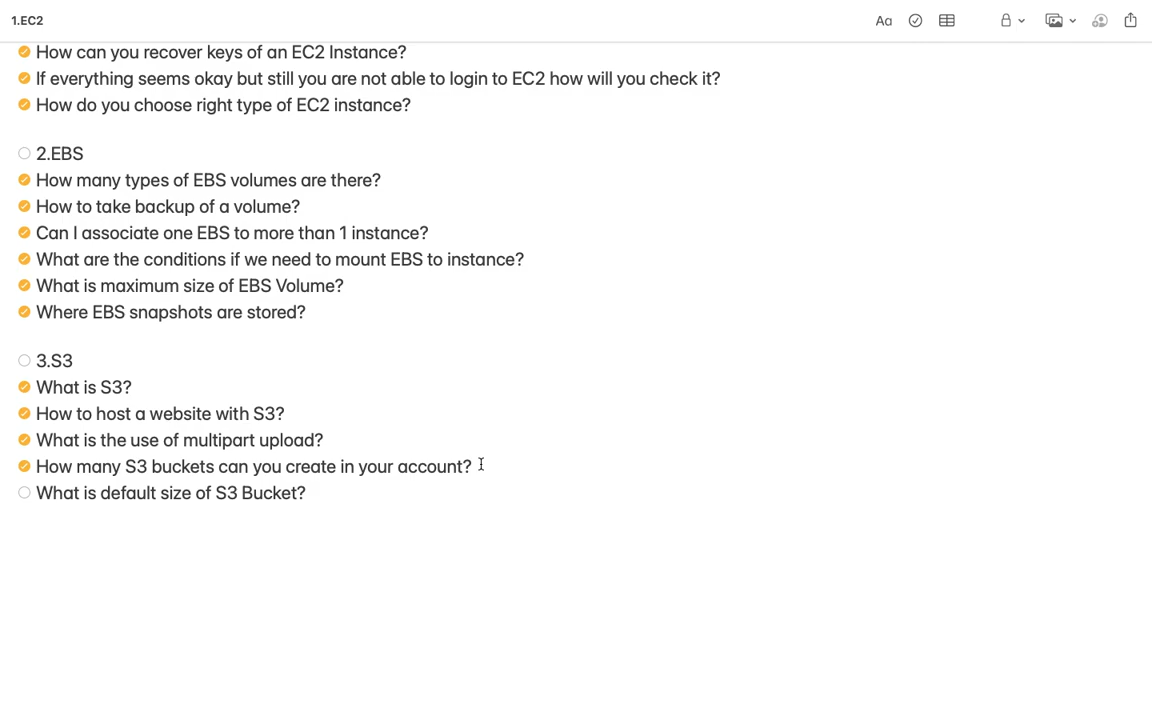 1.EC2
Aa
How can you recover keys of an EC2 Instance?
If everything seems okay but still you are not able to login to EC2 how will you check it?
How do you choose right type of EC2 instance?
2.EBS
How many types of EBS volumes are there?
How to take backup of a volume?
Can I associate one EBS to more than 1 instance?
What are the conditions if we need to mount EBS to instance?
What is maximum size of EBS Volume?
Where EBS snapshots are stored?
3.S3
What is S3?
How to host a website with S3?
What is the use of multipart upload?
How many S3 buckets can you create in your account?
What is default size of S3 Bucket?